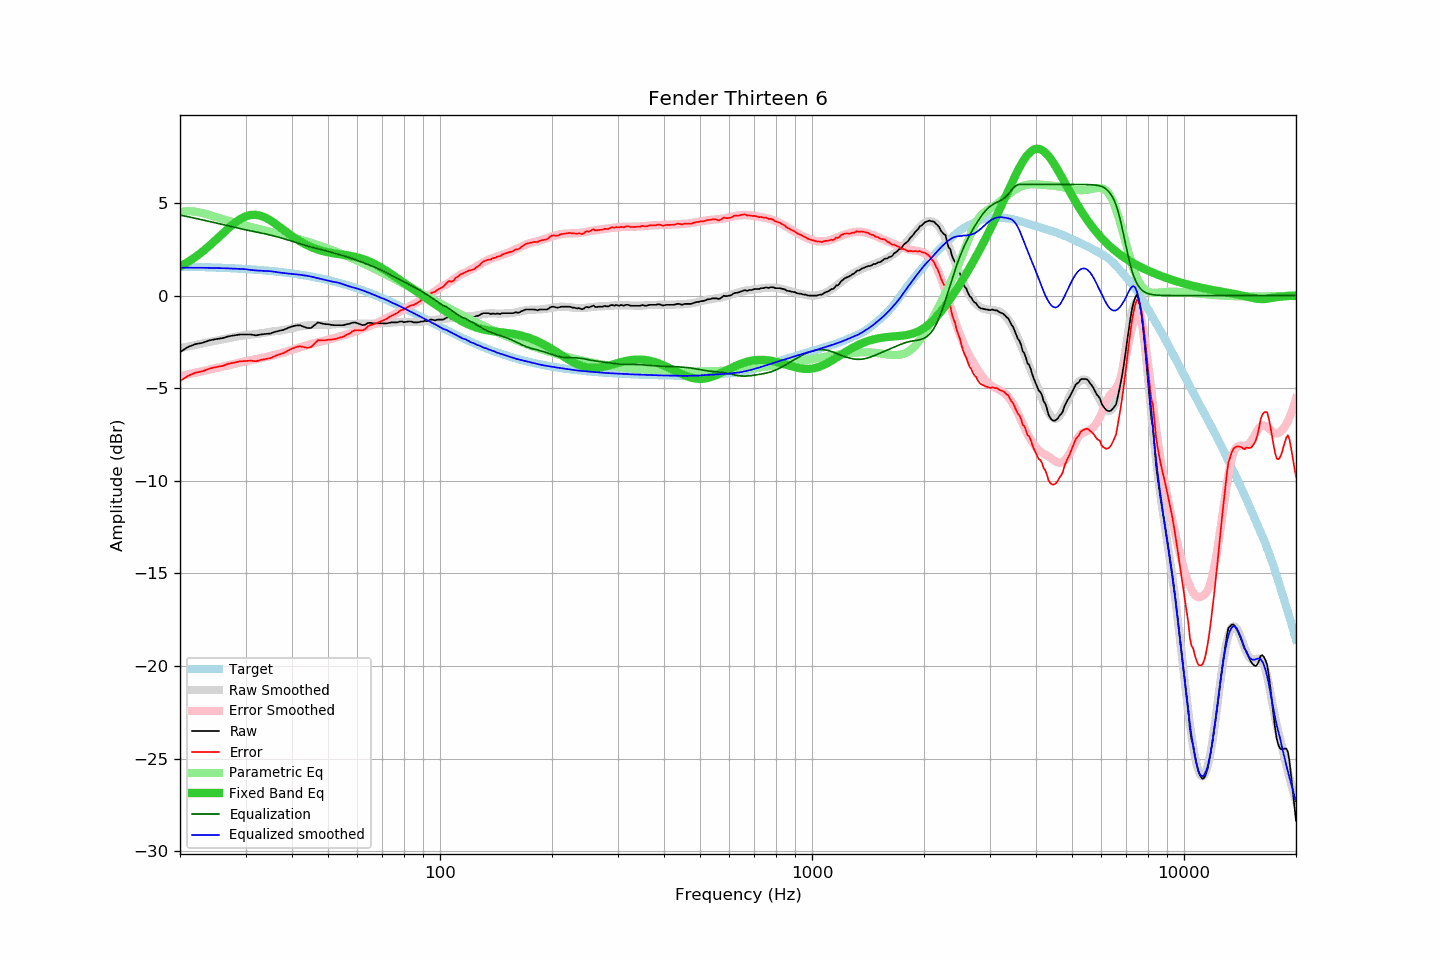 Fender Thirteen 6
Amplitude (dBr)
5
0
−5
−10
−15
−20
−25
−30
Target
Raw Smoothed
Error Smoothed
Raw
Error
Parametric Eq
Fixed Band Eq
Equalization
Equalized smoothed
100
1000
10000
Frequency (Hz)